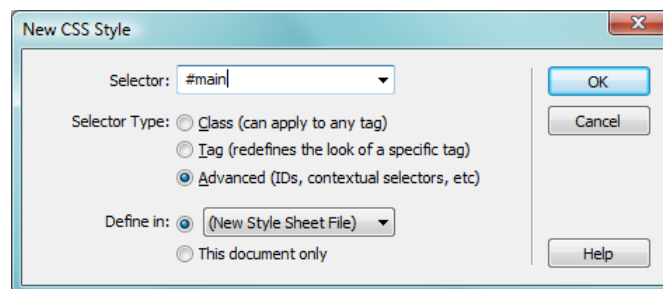 New CSS Style
Selector: #main
OK
Selector Type: Class (can apply to any tag)
Cancel
Tag (redefines the look of a specific tag)
Advanced (IDs, contextual selectors, etc)
Define in: (New Style Sheet File)
This document only
Help